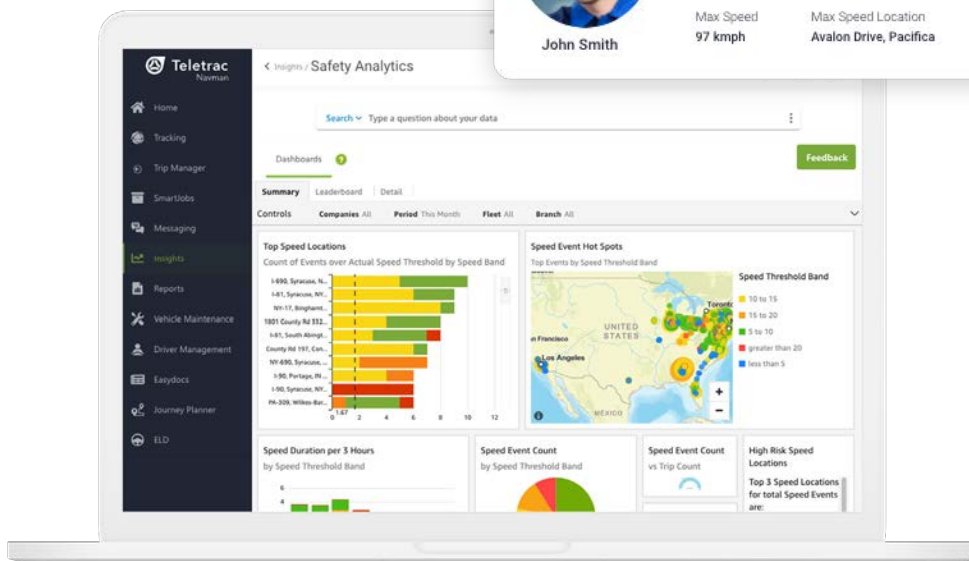 John Smith
Max Speed
97 kmph
Max Speed Location
Avalon Drive, Pacifica
Teletrac
Navman
Home
Tracking
Trip Manager
SmartJobs
Messaging
Insights
Reports
Vehicle Maintenance
Driver Management
Easydocs
Journey Planner
ELD
< Insights / Safety Analytics
Search Type a question about your data
Dashboards ?
Feedback
Summary Leaderboard Detail
Controls Companies All Period This Month Fleet All Branch All
Top Speed Locations
Count of Events over Actual Speed Threshold by Speed Band
I-690, Syracuse, N...
I-81, Syracuse, NY...
NY-17, Binghamt...
1801 County Rd 332...
I-81, South Abingt...
County Rd 197, Can...
NY-690, Syracuse, ...
I-90, Portage, IN ...
I-90, Syracuse, NY...
PA-309, Wilkes-Bar...
1.67
0 2 4 6 8 10 12
Speed Event Hot Spots
Top Events by Speed Threshold Band
Toronto
UNITED
STATES
n Francisco
Los Angeles
MÉXICO
+
−
Speed Threshold Band
10 to 15
15 to 20
5 to 10
greater than 20
less than 5
Speed Duration per 3 Hours
by Speed Threshold Band
6
4
Speed Event Count
by Speed Threshold Band
Speed Event Count
vs Trip Count
High Risk Speed
Locations
Top 3 Speed Locations
for total Speed Events
are: